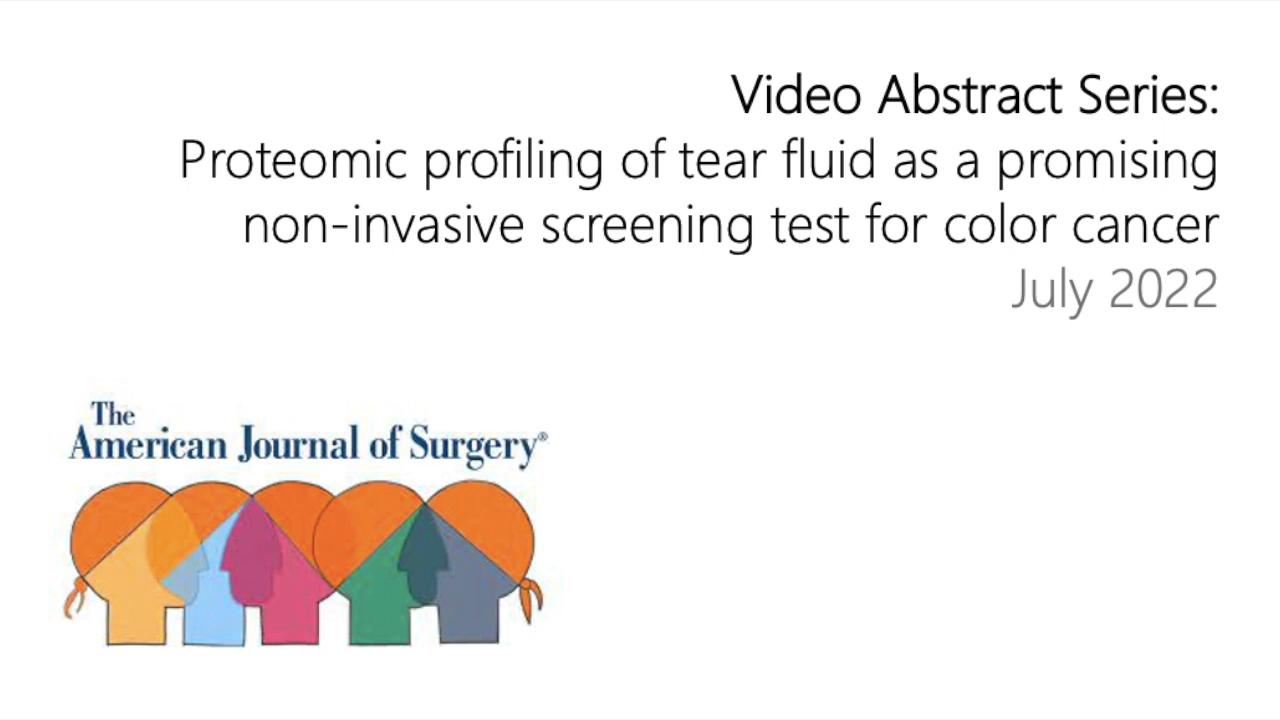 Video Abstract Series:
Proteomic profiling of tear fluid as a promising
non-invasive screening test for color cancer
July 2022
The
American Journal of Surgery®